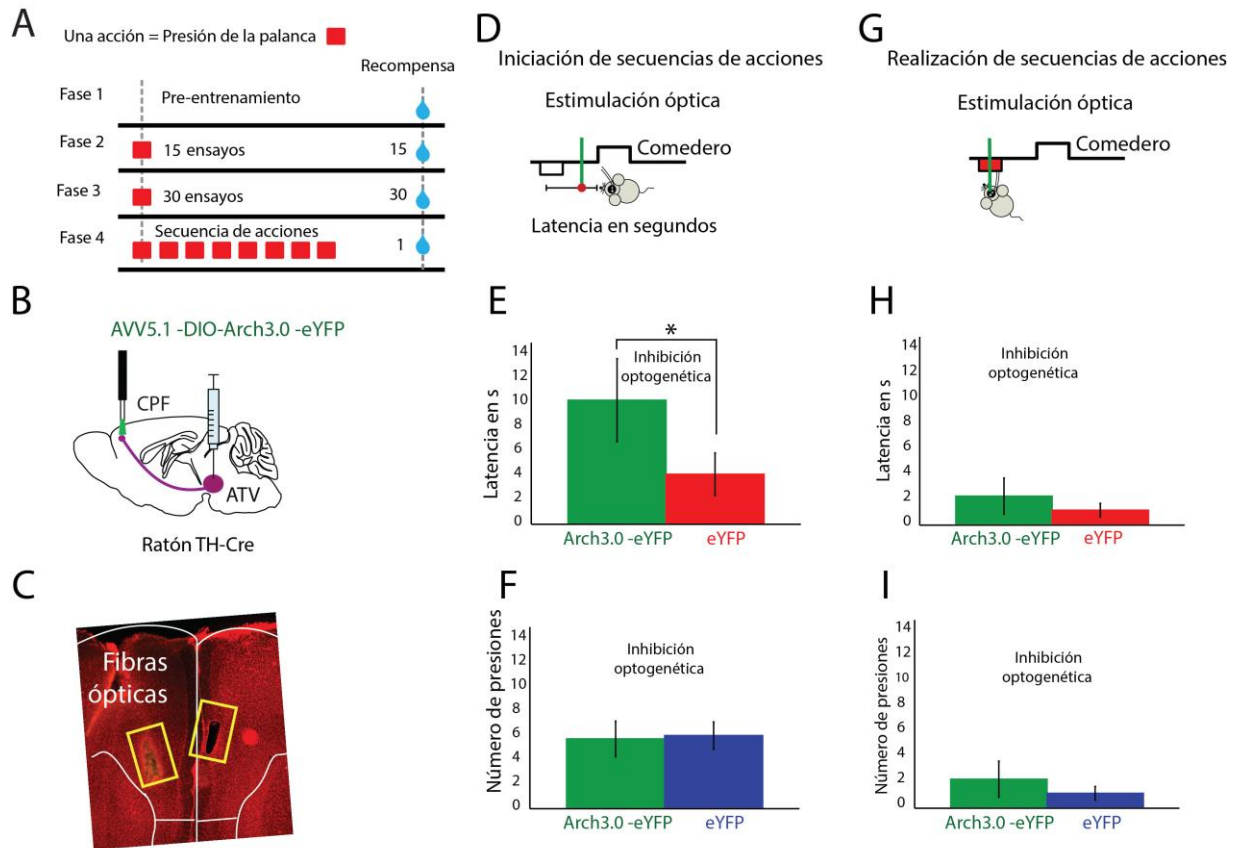 A
Una acción = Presión de la palanca
Recompensa
Fase 1
Pre-entrenamiento
Fase 2
15 ensayos
15
Fase 3
30 ensayos
30
Fase 4
Secuencia de acciones
1
B
AVV5.1 -DIO-Arch3.0 -eYFP
CPF
ATV
Ratón TH-Cre
C
Fibras
ópticas
D
Iniciación de secuencias de acciones
Estimulación óptica
Comedero
Latencia en segundos
E
Latencia en s
14
12
10
8
6
4
2
0
*
Inhibición
optogenética
Arch3.0 -eYFP
eYFP
F
Número de presiones
14
12
10
8
6
4
2
0
Inhibición
optogenética
Arch3.0 -eYFP
eYFP
G
Realización de secuencias de acciones
Estimulación óptica
Comedero
H
Latencia en s
14
12
10
8
6
4
2
0
Inhibición
optogenética
Arch3.0 -eYFP
eYFP
I
Número de presiones
14
12
10
8
6
4
2
0
Inhibición
optogenética
Arch3.0 -eYFP
eYFP